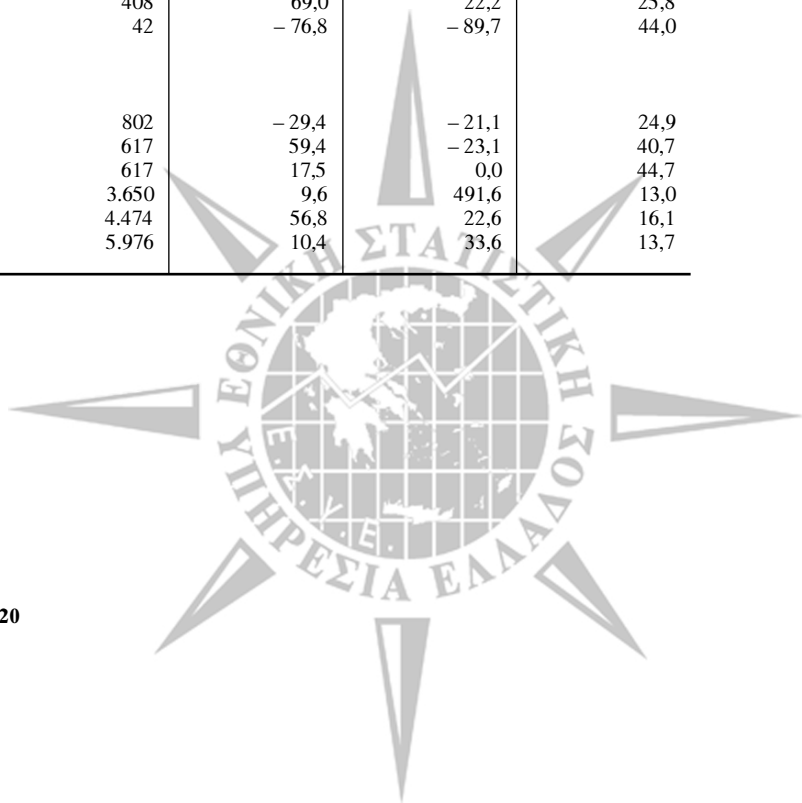 408 69,0 22,2 25,8
42 – 76,8 – 89,7 44,0
802 – 29,4 – 21,1 24,9
617 59,4 – 23,1 40,7
617 17,5 0,0 44,7
3.650 9,6 491,6 13,0
4.474 56,8 22,6 16,1
5.976 10,4 33,6 13,7
ΕΘΝΙΚΗ ΣΤΑΤΙΣΤΙΚΗ
ΥΠΗΡΕΣΙΑ ΕΛΛΑΔΟΣ
Ε.Σ.Υ.Ε.
20